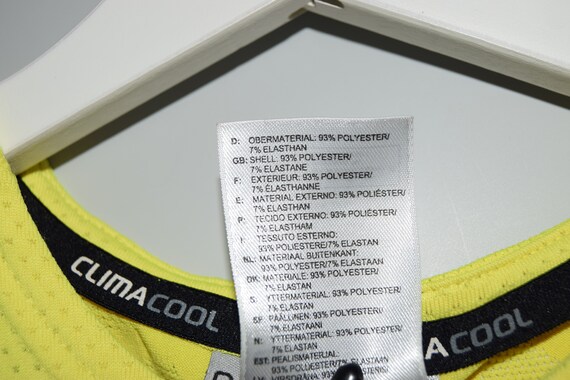 D: OBERMATERIAL: 93% POLYESTER/
7% ELASTHAN
GB: SHELL: 93% POLYESTER/
7% ELASTANE
F: EXTERIEUR: 93% POLYESTER/
7% ÉLASTHANNE
E: MATERIAL EXTERNO: 93% POLIÉSTER/
7% ELASTHAM
P: TECIDO EXTERNO: 93% POLIÉSTER/
7% ELASTHAM
I: TESSUTO ESTERNO:
93% POLIESTERE/7% ELASTAN
NL: MATERIAAL BUITENKANT:
93% POLYESTER/7% ELASTAAN
DK: MATERIALE: 93% POLYESTER/
7% ELASTAN
S: YTTERMATERIAL: 93% POLYESTER/
7% ELASTAN
SF: PÄÄLLINEN: 93% POLYESTER/
7% ELASTAANI
N: YTTERMATERIAL: 93% POLYESTER/
7% ELASTAN
EST: PEALISMATERJAL:
93% POLÜESTER/7% ELASTAAN
CLIMACOOL
CLIMACOOL